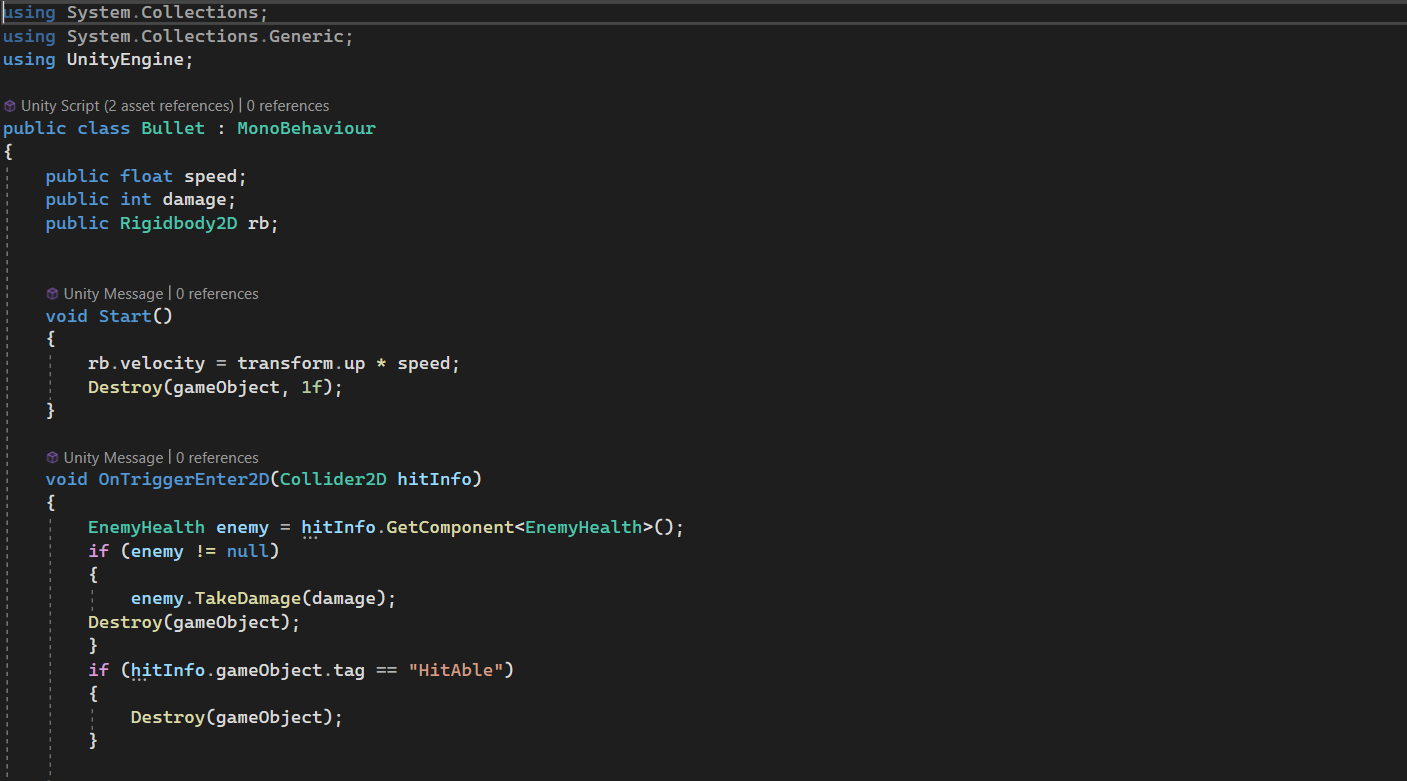 using System.Collections;
using System.Collections.Generic;
using UnityEngine;
Unity Script (2 asset references) | 0 references
public class Bullet : MonoBehaviour
{
public float speed;
public int damage;
public Rigidbody2D rb;
Unity Message | 0 references
void Start()
{
rb.velocity = transform.up * speed;
Destroy(gameObject, 1f);
}
Unity Message | 0 references
void OnTriggerEnter2D(Collider2D hitInfo)
{
EnemyHealth enemy = hitInfo.GetComponent<EnemyHealth>();
if (enemy != null)
{
enemy.TakeDamage(damage);
Destroy(gameObject);
}
if (hitInfo.gameObject.tag == "HitAble")
{
Destroy(gameObject);
}